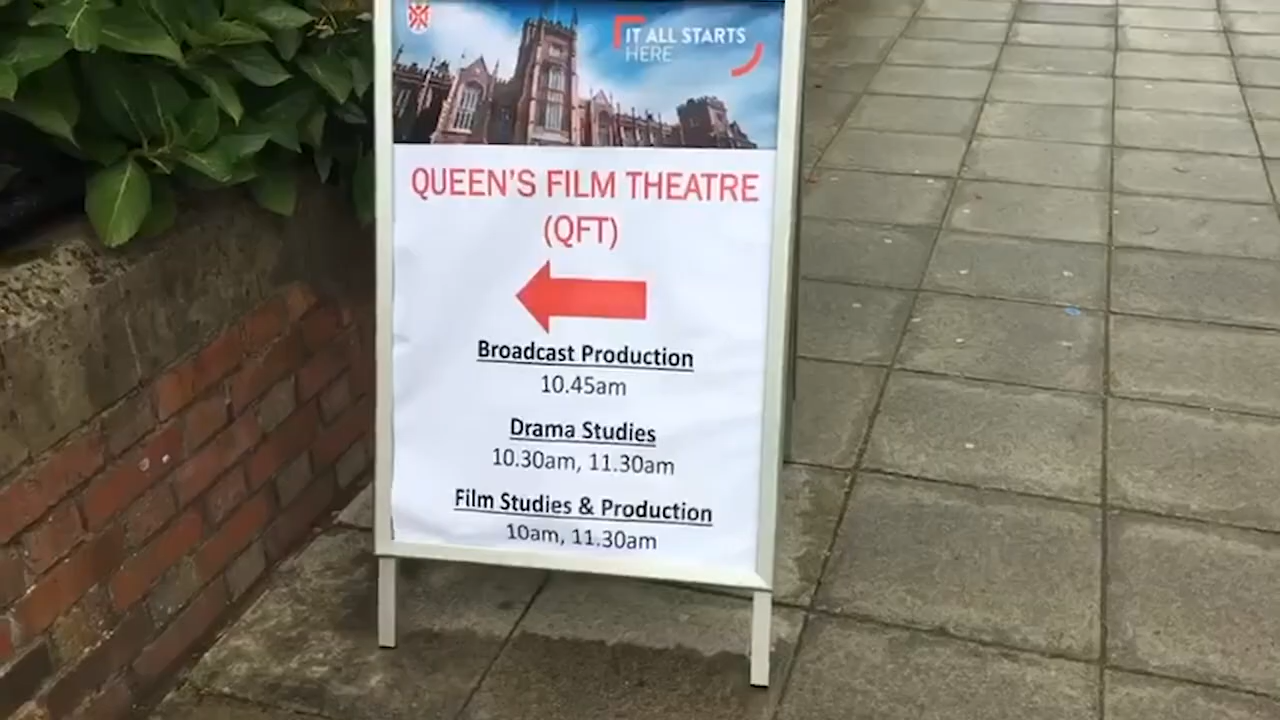 IT ALL STARTS
HERE
QUEEN'S FILM THEATRE
(QFT)
Broadcast Production
10.45am
Drama Studies
10.30am, 11.30am
Film Studies & Production
10am, 11.30am